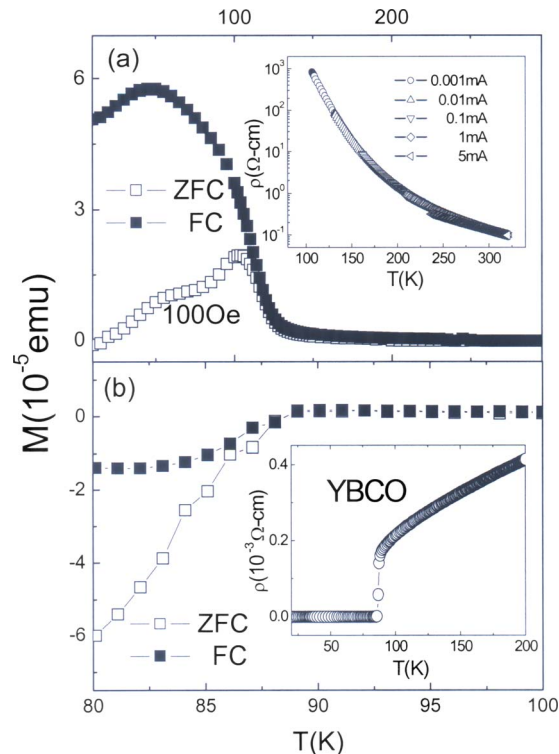 100 200
(a)
6
3
0
ZFC
FC
100Oe
10³
10²
10¹
10⁰
10⁻¹
ρ(Ω-cm)
0.001mA
0.01mA
0.1mA
1mA
5mA
100 150 200 250 300
T(K)
M(10⁻⁵emu)
(b)
0
-2
-4
-6
ZFC
FC
YBCO
0.4
0.2
0.0
ρ(10⁻³Ω-cm)
50 100 150 200
T(K)
80 85 90 95 100
T(K)